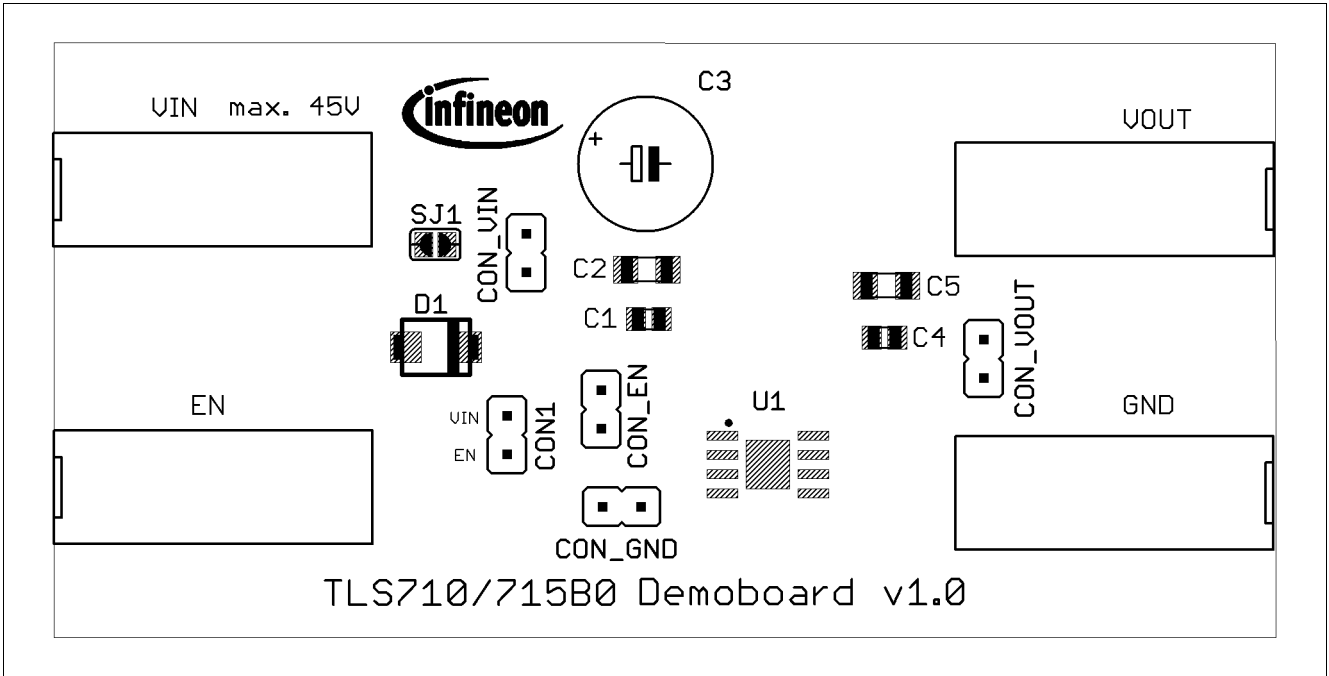 C3
VIN max. 45V
infineon
VOUT
SJ1
CON_VIN
C2
C5
D1
C1
C4
CON_VOUT
EN
CON_EN
U1
GND
VIN
EN
CON1
CON_GND
TLS710/715B0 Demoboard v1.0